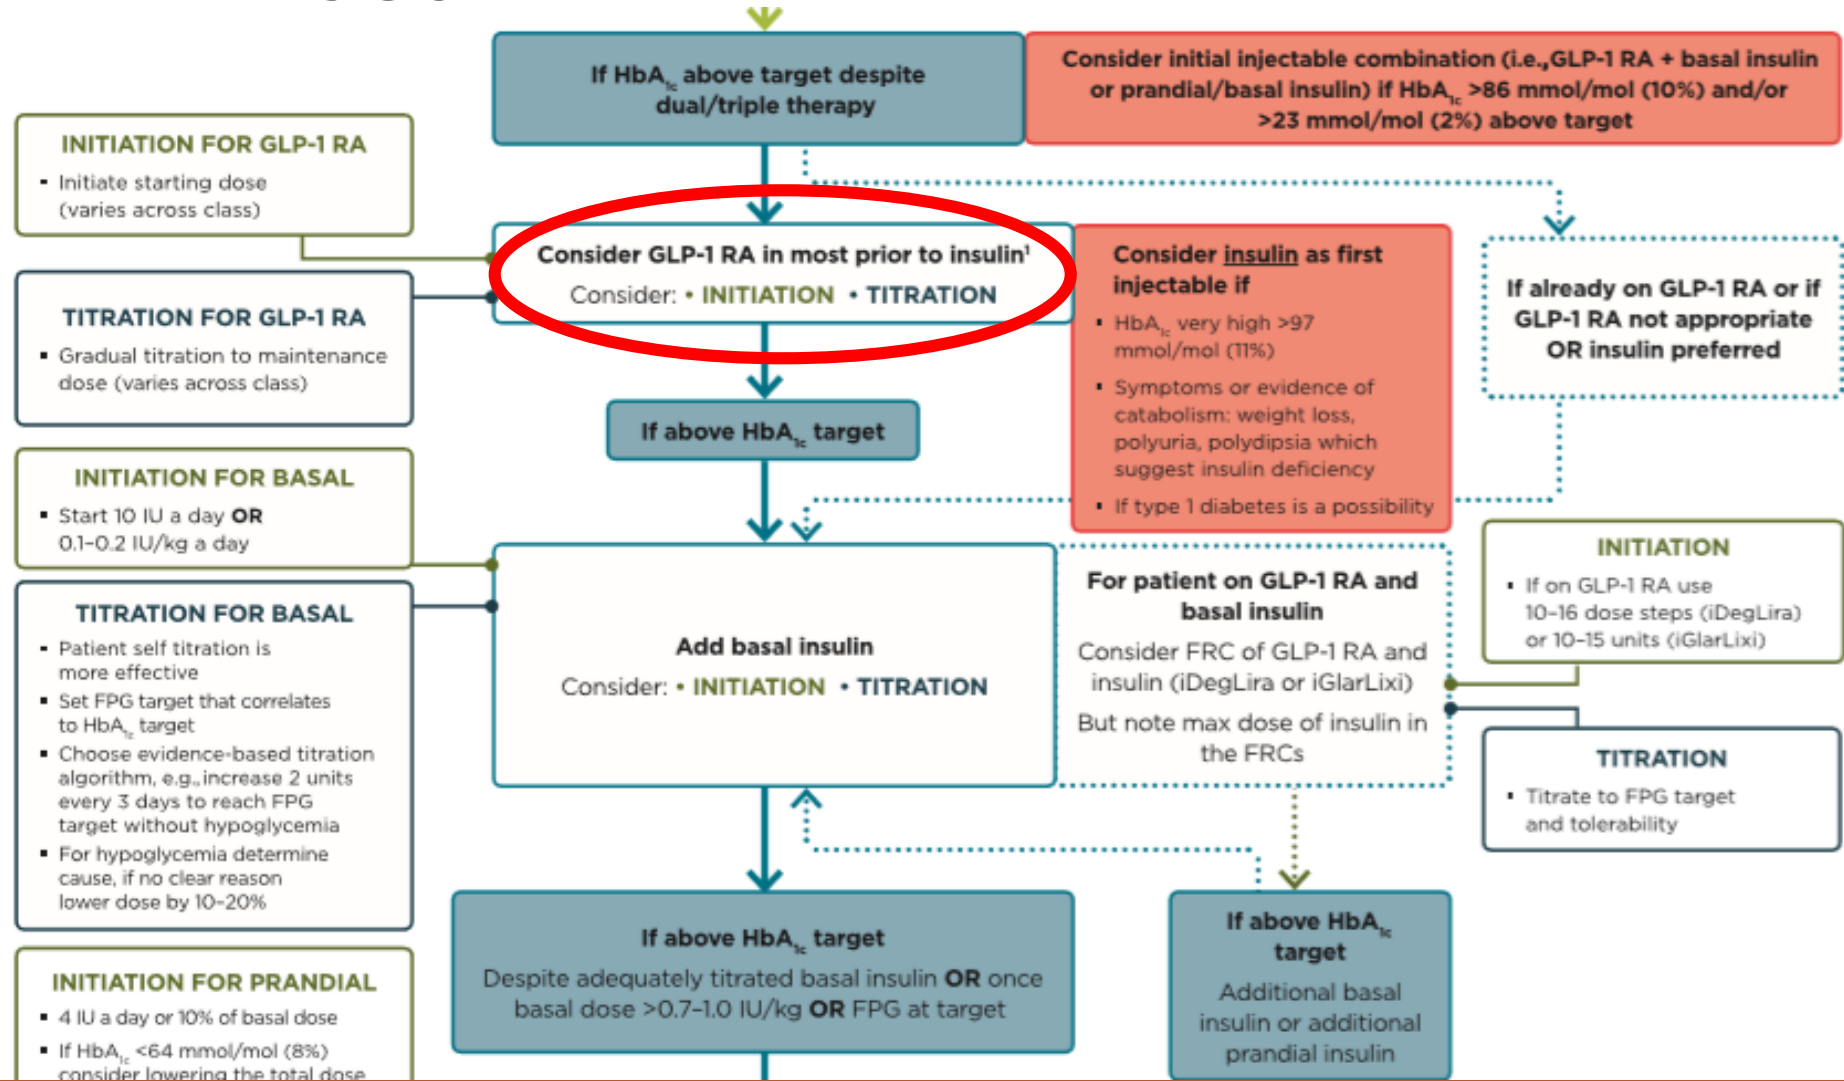 If HbA1c above target despite
dual/triple therapy
Consider initial injectable combination (i.e.,GLP-1 RA + basal insulin
or prandial/basal insulin) if HbA1c >86 mmol/mol (10%) and/or
>23 mmol/mol (2%) above target
INITIATION FOR GLP-1 RA
▪ Initiate starting dose
(varies across class)
TITRATION FOR GLP-1 RA
▪ Gradual titration to maintenance
dose (varies across class)
Consider GLP-1 RA in most prior to insulin¹
Consider: • INITIATION • TITRATION
Consider insulin as first
injectable if
▪ HbA1c very high >97
mmol/mol (11%)
▪ Symptoms or evidence of
catabolism: weight loss,
polyuria, polydipsia which
suggest insulin deficiency
▪ If type 1 diabetes is a possibility
If already on GLP-1 RA or if
GLP-1 RA not appropriate
OR insulin preferred
If above HbA1c target
INITIATION FOR BASAL
▪ Start 10 IU a day OR
0.1–0.2 IU/kg a day
TITRATION FOR BASAL
▪ Patient self titration is
more effective
▪ Set FPG target that correlates
to HbA1c target
▪ Choose evidence-based titration
algorithm, e.g., increase 2 units
every 3 days to reach FPG
target without hypoglycemia
▪ For hypoglycemia determine
cause, if no clear reason
lower dose by 10–20%
Add basal insulin
Consider: • INITIATION • TITRATION
For patient on GLP-1 RA and
basal insulin
Consider FRC of GLP-1 RA and
insulin (iDegLira or iGlarLixi)
But note max dose of insulin in
the FRCs
INITIATION
▪ If on GLP-1 RA use
10–16 dose steps (iDegLira)
or 10–15 units (iGlarLixi)
TITRATION
▪ Titrate to FPG target
and tolerability
If above HbA1c target
Despite adequately titrated basal insulin OR once
basal dose >0.7–1.0 IU/kg OR FPG at target
If above HbA1c
target
Additional basal
insulin or additional
prandial insulin
INITIATION FOR PRANDIAL
▪ 4 IU a day or 10% of basal dose
▪ If HbA1c <64 mmol/mol (8%)
consider lowering the total dose